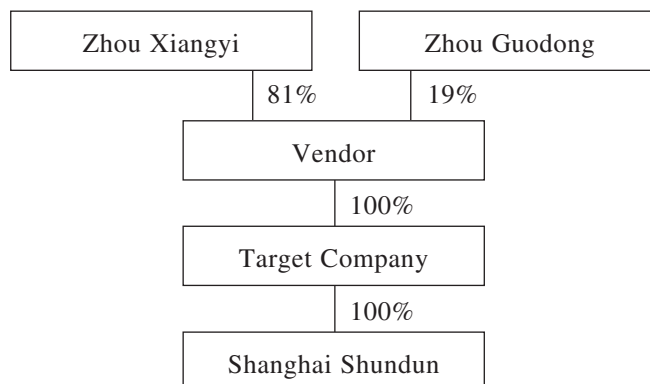 Zhou Xiangyi
Zhou Guodong
81%
19%
Vendor
100%
Target Company
100%
Shanghai Shundun